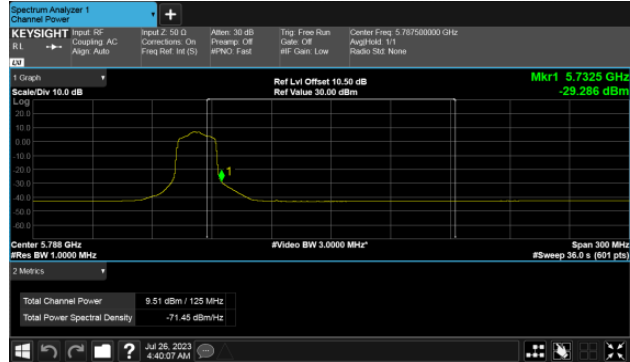 Spectrum Analyzer 1
Channel Power
+
KEYSIGHT Input: RF Input Z: 50 Ω Atten: 30 dB Trig: Free Run Center Freq: 5.787500000 GHz
RL Coupling: AC Corrections: On Preamp: Off Gate: Off Avg|Hold: 1/1
Align: Auto Freq Ref: Int (S) #PNO: Fast #IF Gain: Low Radio Std: None
LXI
1 Graph Ref Lvl Offset 10.50 dB Mkr1 5.7325 GHz
Scale/Div 10.0 dB Ref Value 30.00 dBm -29.286 dBm
Log
20.0
10.0
0.00
-10.0
-20.0
1
-30.0
-40.0
-50.0
-60.0
Center 5.788 GHz #Video BW 3.0000 MHz* Span 300 MHz
#Res BW 1.0000 MHz #Sweep 36.0 s (601 pts)
2 Metrics
Total Channel Power 9.51 dBm / 125 MHz
Total Power Spectral Density -71.45 dBm/Hz
? Jul 26, 2023
4:40:07 AM